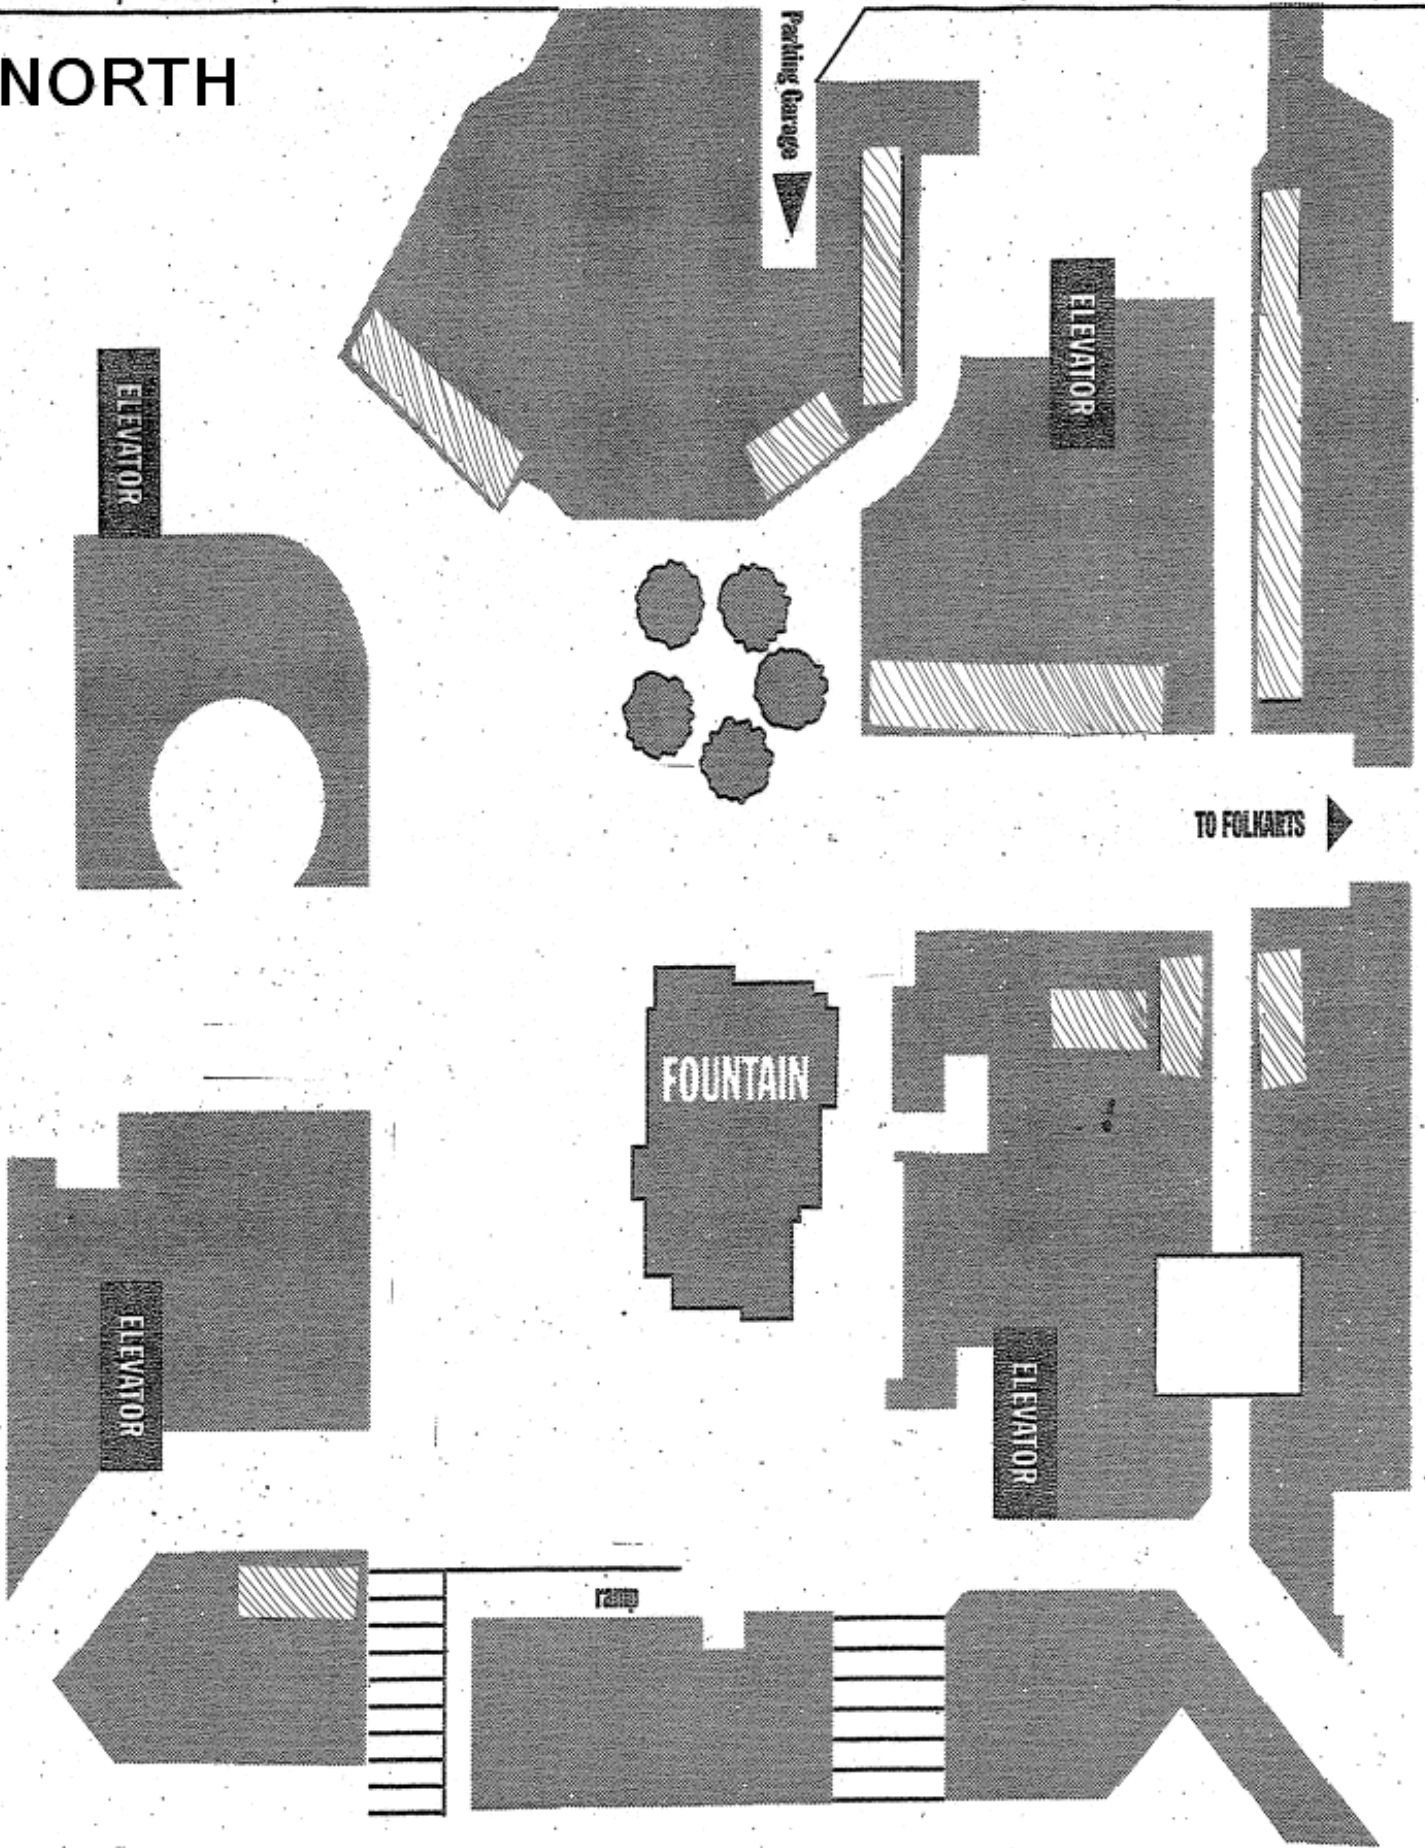 NORTH
Parking Garage
ELEVATOR
ELEVATOR
TO FOLKARTS
FOUNTAIN
ELEVATOR
ELEVATOR
ramp